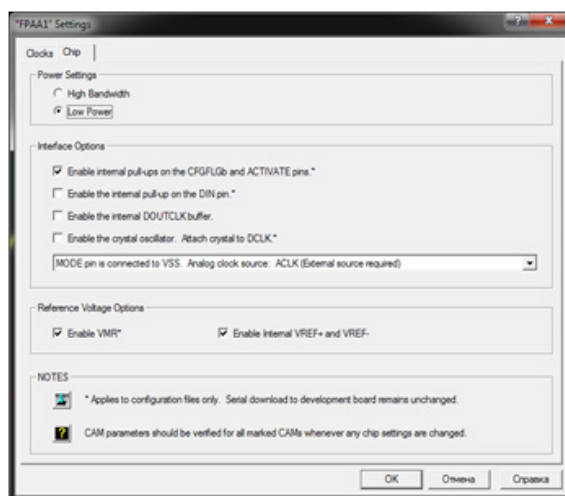 "FPAA1" Settings
Clocks Chip
Power Settings
High Bandwidth
Low Power
Interface Options
Enable internal pull-ups on the CFGFLGb and ACTIVATE pins.*
Enable the internal pull-up on the DIN pin.*
Enable the internal DOUTCLK buffer.
Enable the crystal oscillator. Attach crystal to DCLK.*
MODE pin is connected to VSS. Analog clock source: ACLK (External source required)
Reference Voltage Options
Enable VMR* Enable Internal VREF+ and VREF-
NOTES
* Applies to configuration files only. Serial download to development board remains unchanged.
CAM parameters should be verified for all marked CAMs whenever any chip settings are changed.
OK Отмена Справка